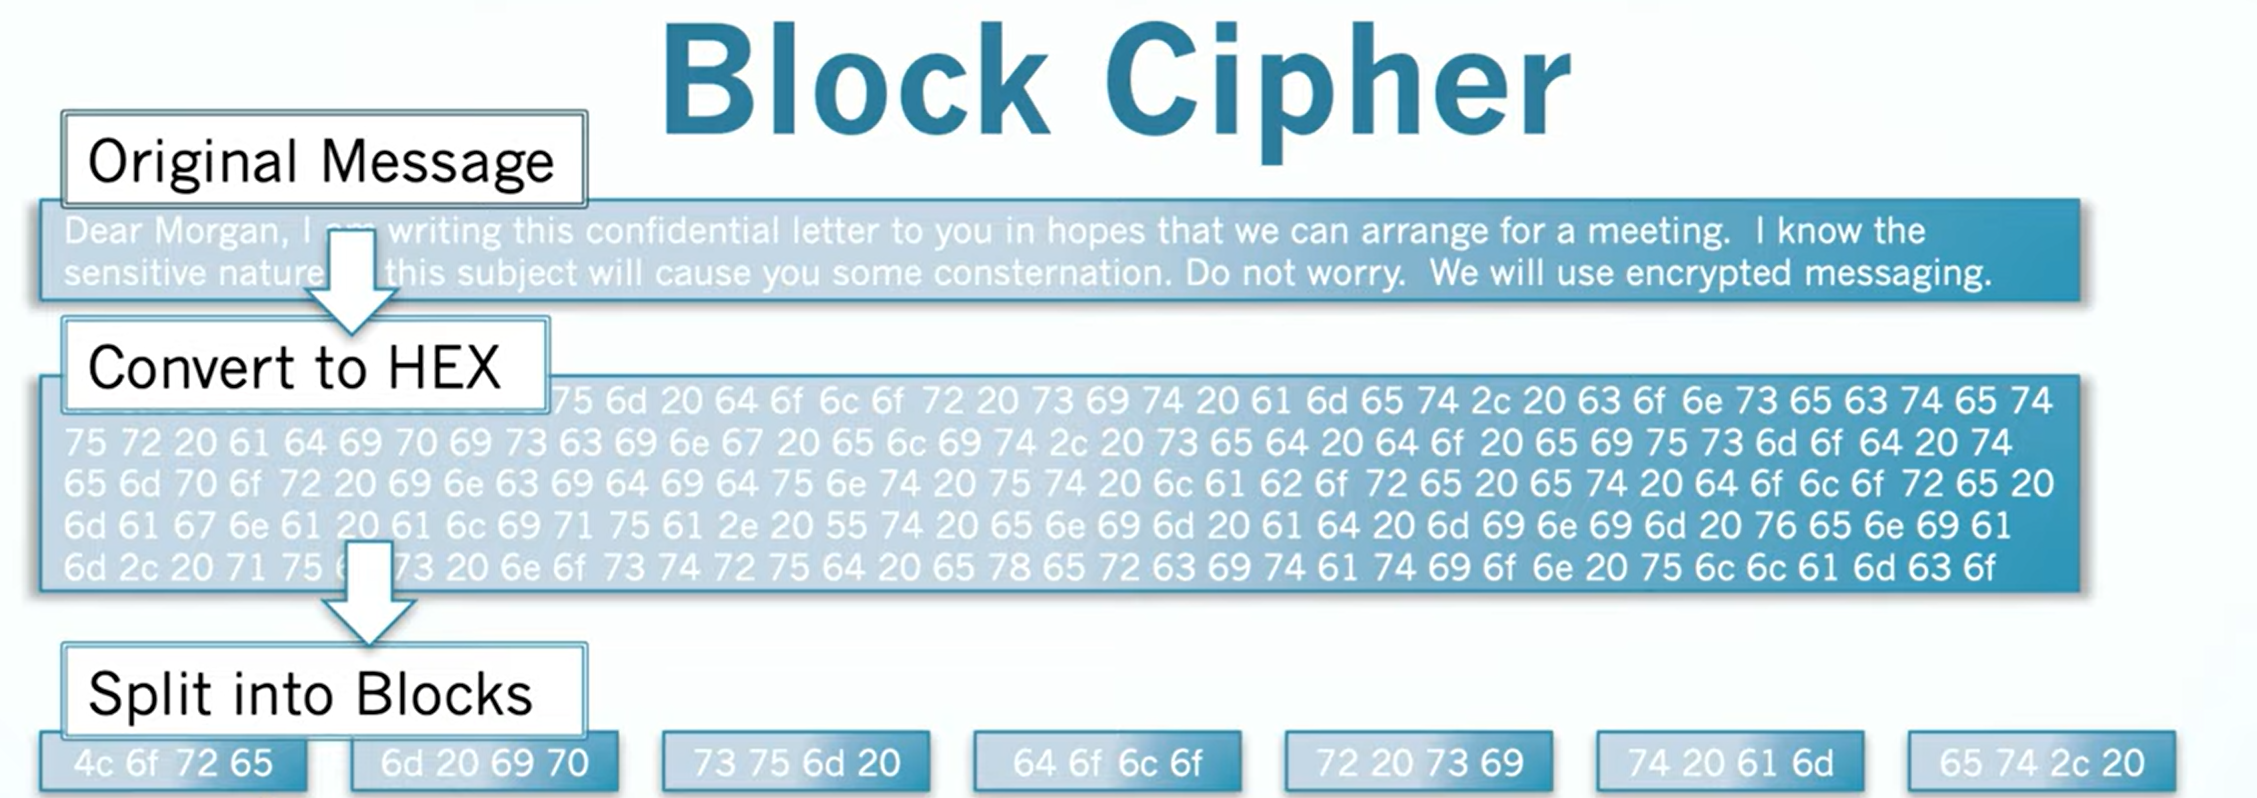 Block Cipher
Original Message
Dear Morgan, I writing this confidential letter to you in hopes that we can arrange for a meeting.  I know the
sensitive nature this subject will cause you some consternation. Do not worry.  We will use encrypted messaging.
Convert to HEX
75 6d 20 64 6f 6c 6f 72 20 73 69 74 20 61 6d 65 74 2c 20 63 6f 6e 73 65 63 74 65 74
75 72 20 61 64 69 70 69 73 63 69 6e 67 20 65 6c 69 74 2c 20 73 65 64 20 64 6f 20 65 69 75 73 6d 6f 64 20 74
65 6d 70 6f 72 20 69 6e 63 69 64 69 64 75 6e 74 20 75 74 20 6c 61 62 6f 72 65 20 65 74 20 64 6f 6c 6f 72 65 20
6d 61 67 6e 61 20 61 6c 69 71 75 61 2e 20 55 74 20 65 6e 69 6d 20 61 64 20 6d 69 6e 69 6d 20 76 65 6e 69 61
6d 2c 20 71 75 73 20 6e 6f 73 74 72 75 64 20 65 78 65 72 63 69 74 61 74 69 6f 6e 20 75 6c 6c 61 6d 63 6f
Split into Blocks
4c 6f 72 65 6d 20 69 70 73 75 6d 20 64 6f 6c 6f 72 20 73 69 74 20 61 6d 65 74 2c 20